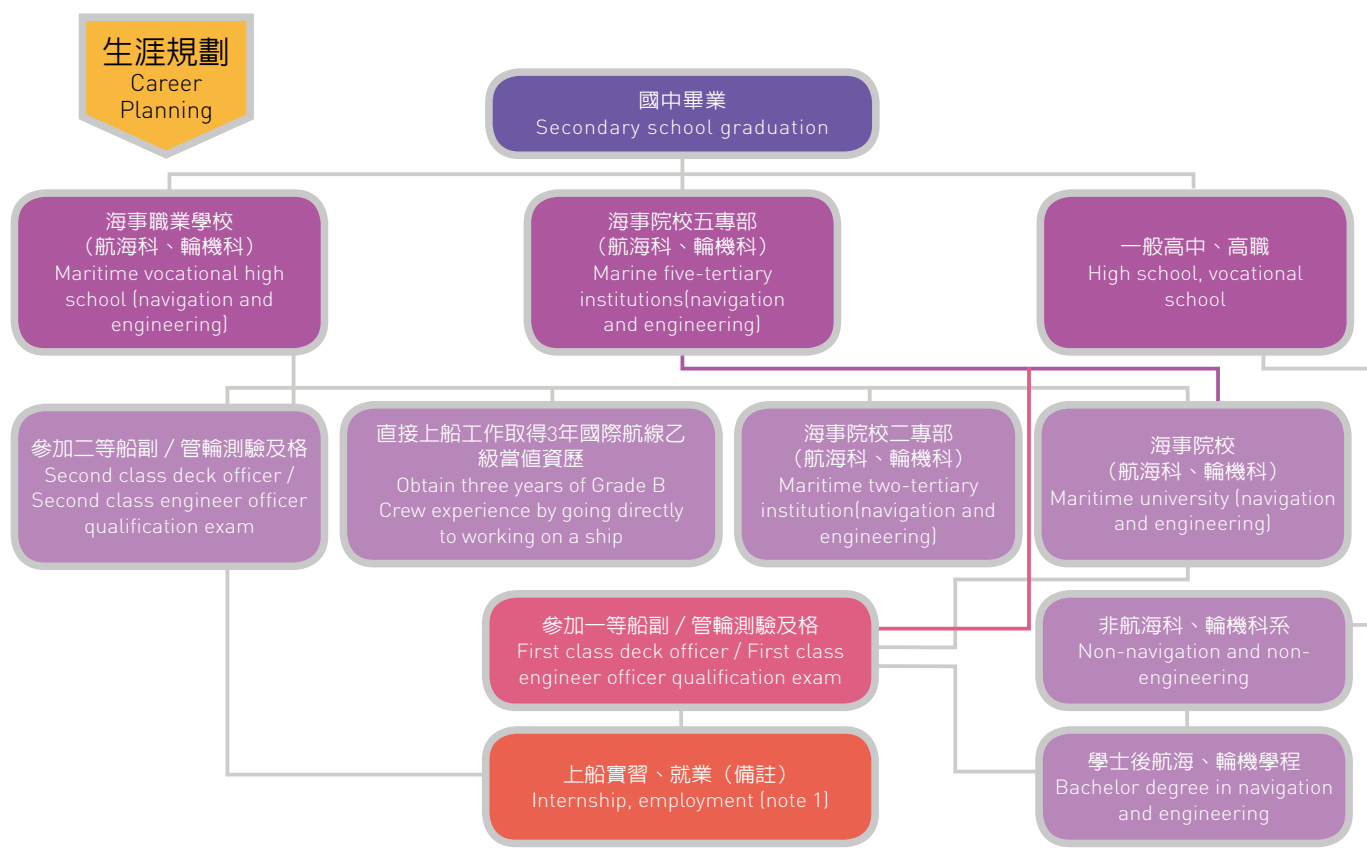 生涯規劃
Career
Planning
國中畢業
Secondary school graduation
海事職業學校
（航海科、輪機科）
Maritime vocational high
school (navigation and
engineering)
海事院校五專部
（航海科、輪機科）
Marine five-tertiary
institutions(navigation
and engineering)
一般高中、高職
High school, vocational
school
參加二等船副 / 管輪測驗及格
Second class deck officer /
Second class engineer officer
qualification exam
直接上船工作取得3年國際航線乙
級當值資歷
Obtain three years of Grade B
Crew experience by going directly
to working on a ship
海事院校二專部
（航海科、輪機科）
Maritime two-tertiary
institution(navigation and
engineering)
海事院校
（航海科、輪機科）
Maritime university (navigation
and engineering)
參加一等船副 / 管輪測驗及格
First class deck officer / First class
engineer officer qualification exam
非航海科、輪機科系
Non-navigation and non-
engineering
上船實習、就業（備註）
Internship, employment (note 1)
學士後航海、輪機學程
Bachelor degree in navigation
and engineering